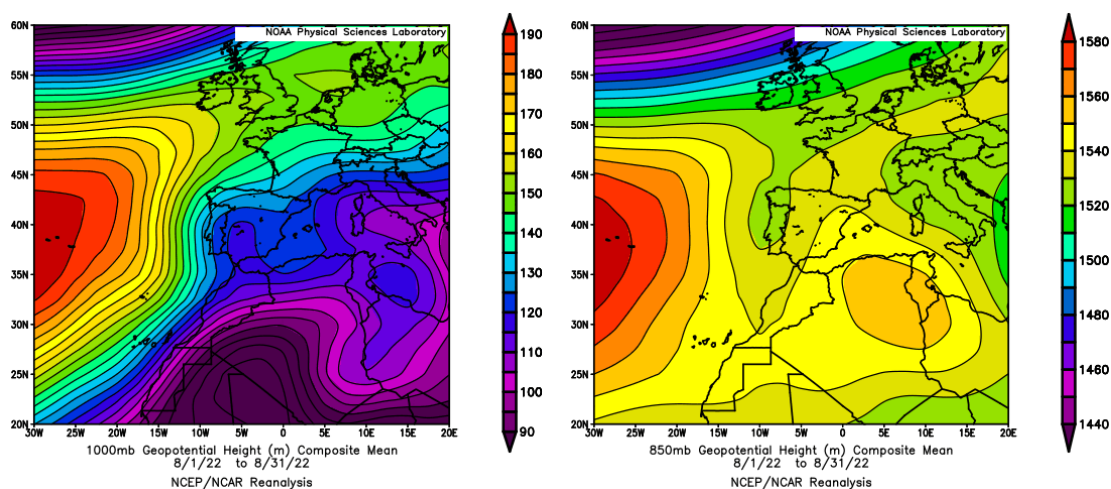 NOAA Physical Sciences Laboratory
60N
55N
50N
45N
40N
35N
30N
25N
20N
30W 25W 20W 15W 10W 5W 0 5E 10E 15E 20E
190
180
170
160
150
140
130
120
110
100
90
1000mb Geopotential Height (m) Composite Mean
8/1/22 to 8/31/22
NCEP/NCAR Reanalysis
NOAA Physical Sciences Laboratory
60N
55N
50N
45N
40N
35N
30N
25N
20N
30W 25W 20W 15W 10W 5W 0 5E 10E 15E 20E
1580
1560
1540
1520
1500
1480
1460
1440
850mb Geopotential Height (m) Composite Mean
8/1/22 to 8/31/22
NCEP/NCAR Reanalysis